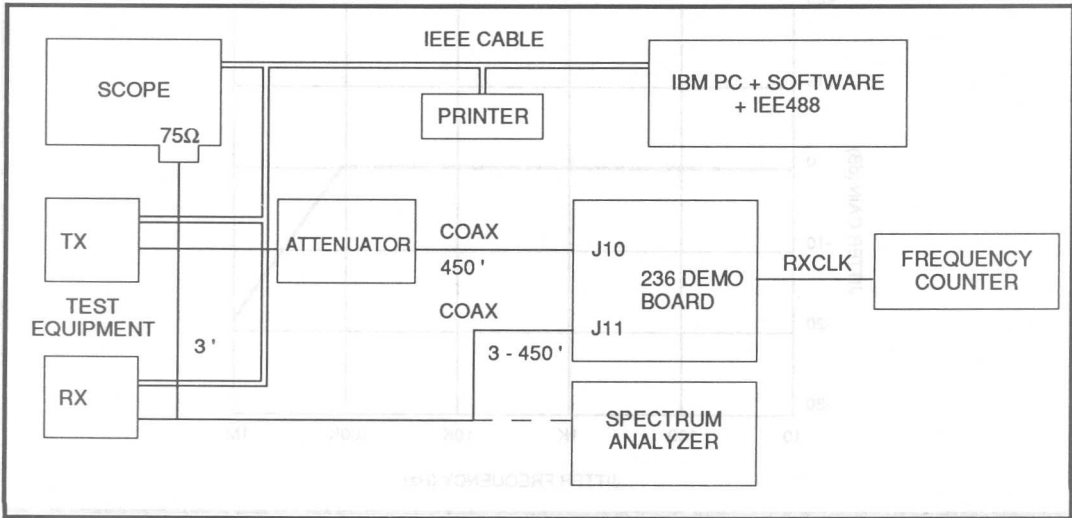 IEEE CABLE
SCOPE
75Ω
PRINTER
IBM PC + SOFTWARE
+ IEE488
TX
ATTENUATOR
COAX
450 '
J10
236 DEMO
BOARD
RXCLK
FREQUENCY
COUNTER
TEST
EQUIPMENT
3 '
COAX
J11
3 - 450 '
RX
SPECTRUM
ANALYZER